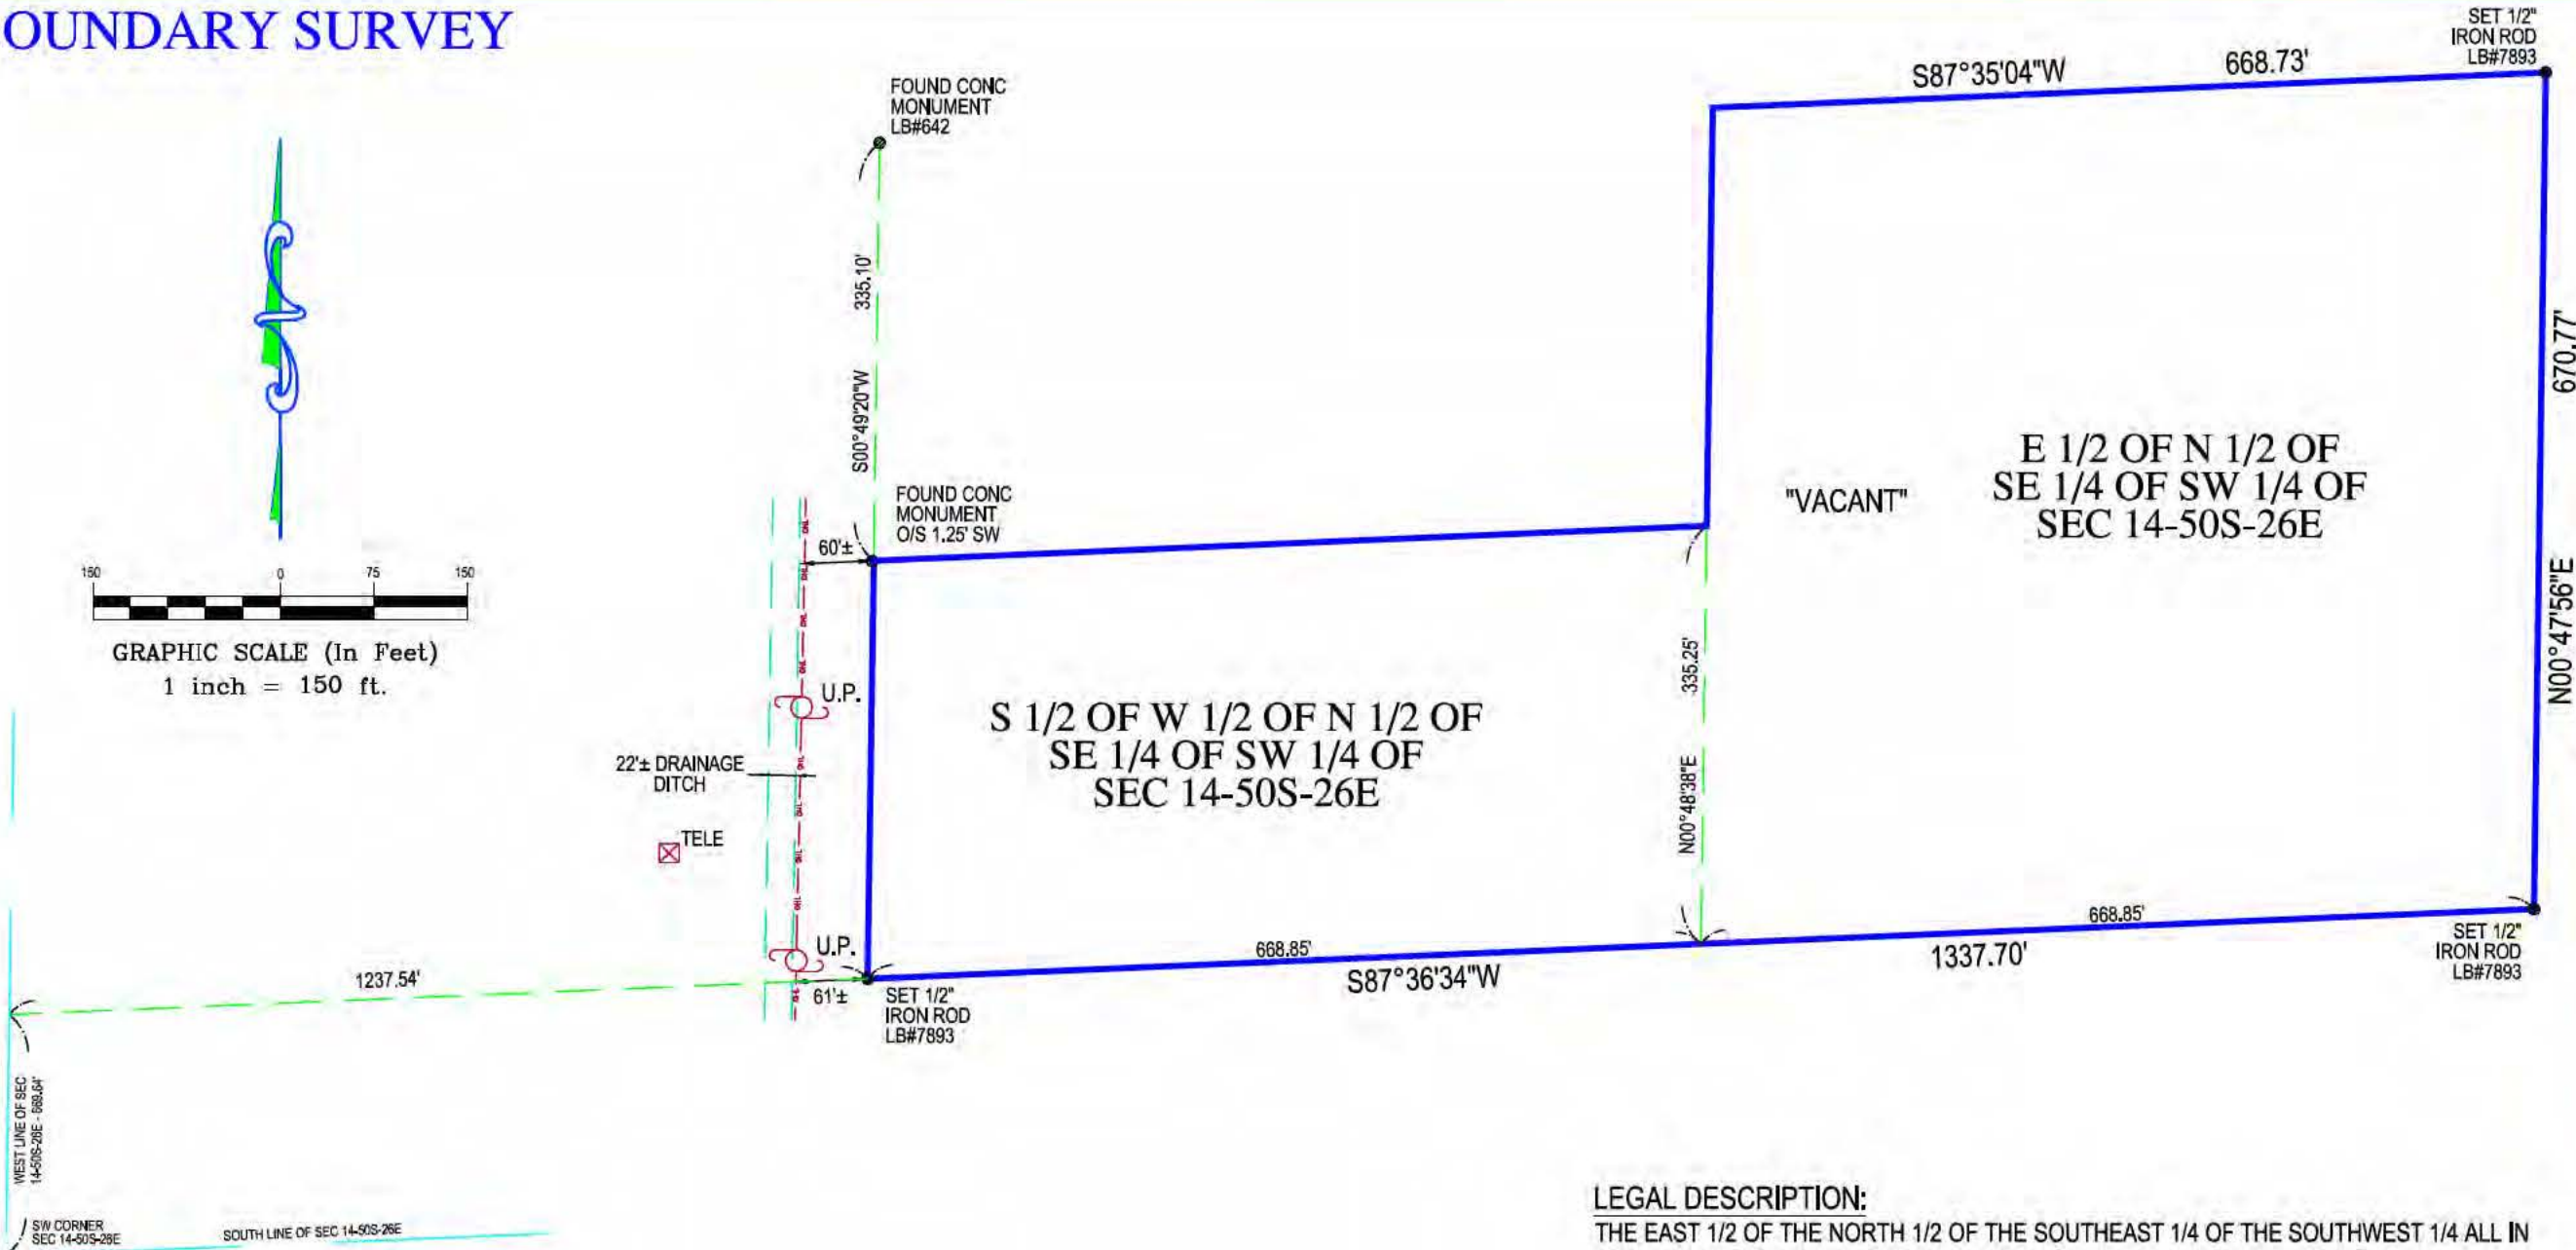 OUNDARY SURVEY
SET 1/2"
IRON ROD
LB#7893
S87°35'04"W
668.73'
FOUND CONC
MONUMENT
LB#642
335.10'
S00°49'20"W
670.77'
N00°47'56"E
E 1/2 OF N 1/2 OF
SE 1/4 OF SW 1/4 OF
SEC 14-50S-26E
"VACANT"
FOUND CONC
MONUMENT
O/S 1.25' SW
60'±
150
0
75
150
GRAPHIC SCALE (In Feet)
1 inch = 150 ft.
U.P.
335.25'
N00°48'38"E
S 1/2 OF W 1/2 OF N 1/2 OF
SE 1/4 OF SW 1/4 OF
SEC 14-50S-26E
22'± DRAINAGE
DITCH
TELE
U.P.
61'±
1237.54'
668.85'
S87°36'34"W
668.85'
1337.70'
SET 1/2"
IRON ROD
LB#7893
SET 1/2"
IRON ROD
LB#7893
WEST LINE OF SEC
14-50S-26E - 669.64'
SW CORNER
SEC 14-50S-26E
SOUTH LINE OF SEC 14-50S-26E
LEGAL DESCRIPTION:
THE EAST 1/2 OF THE NORTH 1/2 OF THE SOUTHEAST 1/4 OF THE SOUTHWEST 1/4 ALL IN